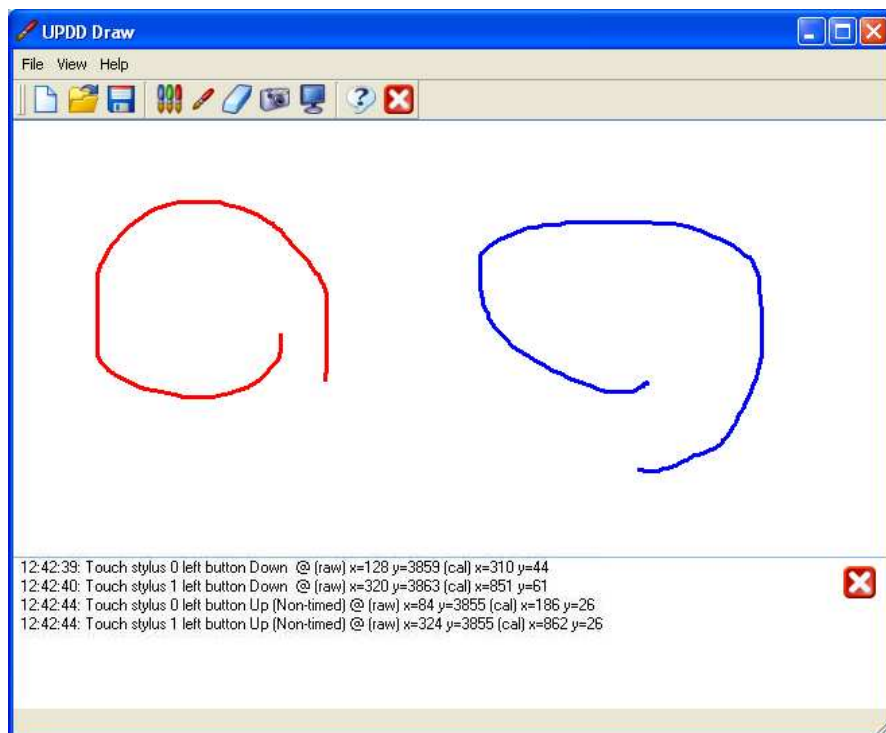 UPDD Draw
File View Help
12:42:39: Touch stylus 0 left button Down @ (raw) x=128 y=3859 (cal) x=310 y=44
12:42:40: Touch stylus 1 left button Down @ (raw) x=320 y=3863 (cal) x=851 y=61
12:42:44: Touch stylus 0 left button Up (Non-timed) @ (raw) x=84 y=3855 (cal) x=186 y=26
12:42:44: Touch stylus 1 left button Up (Non-timed) @ (raw) x=324 y=3855 (cal) x=862 y=26